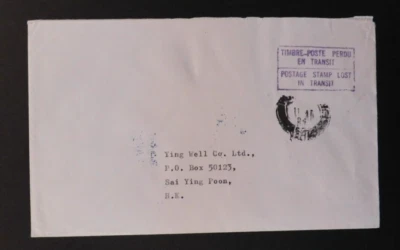 TIMBRE-POSTE PERDU
EN TRANSIT
POSTAGE STAMP LOST
IN TRANSIT
Ying Well Co. Ltd.,
P.O. Box 50123,
Sai Ying Poon,
H.K.